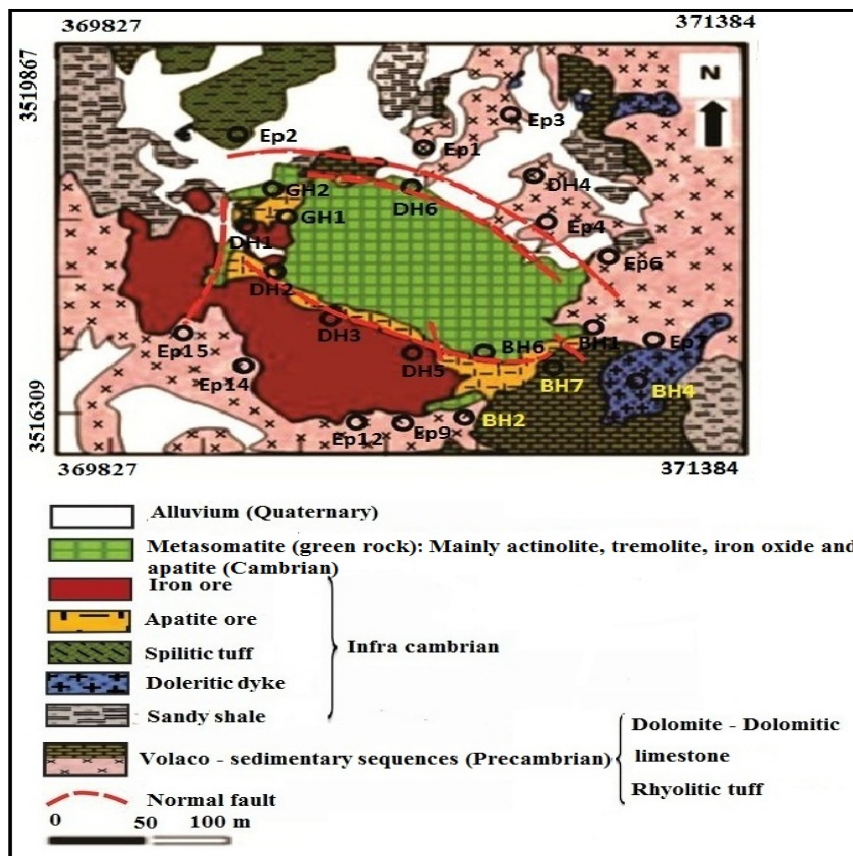 369827
371384
3519867
N
Ep3
Ep2
Ep1
DH4
GH2
DH6
GH1
Ep4
DH1
Ep6
DH2
DH3
BH1
Ep15
BH6
Ep7
DH5
Ep14
BH7
BH4
3516309
Ep12
Ep9
BH2
369827
371384
Alluvium (Quaternary)
Metasomatite (green rock): Mainly actinolite, tremolite, iron oxide and
apatite (Cambrian)
Iron ore
Apatite ore
Infra cambrian
Spilitic tuff
Doleritic dyke
Sandy shale
Volaco - sedimentary sequences (Precambrian)
Dolomite - Dolomitic
limestone
Rhyolitic tuff
Normal fault
0 50 100 m